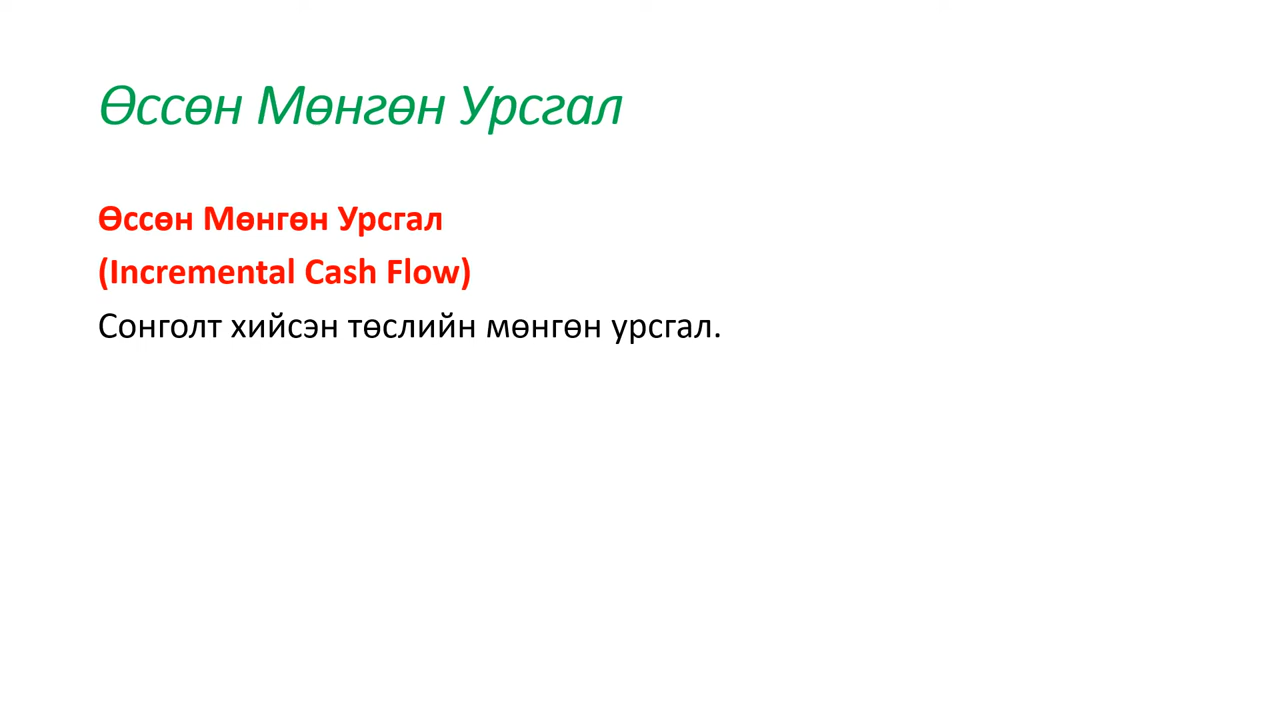 Өссөн Мөнгөн Урсгал
Өссөн Мөнгөн Урсгал
(Incremental Cash Flow)
Сонголт хийсэн төслийн мөнгөн урсгал.